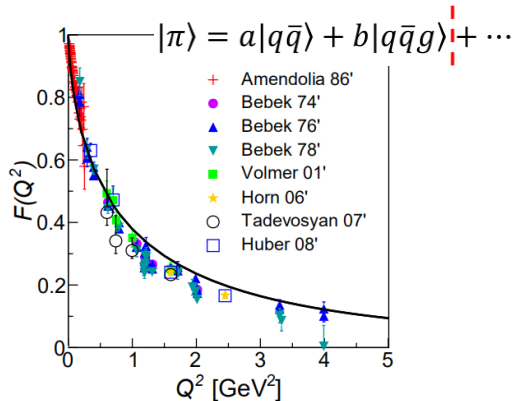 |π⟩ = a|qq̄⟩ + b|qq̄g⟩ + ⋯
Amendolia 86'
Bebek 74'
Bebek 76'
Bebek 78'
Volmer 01'
Horn 06'
Tadevosyan 07'
Huber 08'
F(Q²)
1
0.8
0.6
0.4
0.2
0
0 1 2 3 4 5
Q² [GeV²]